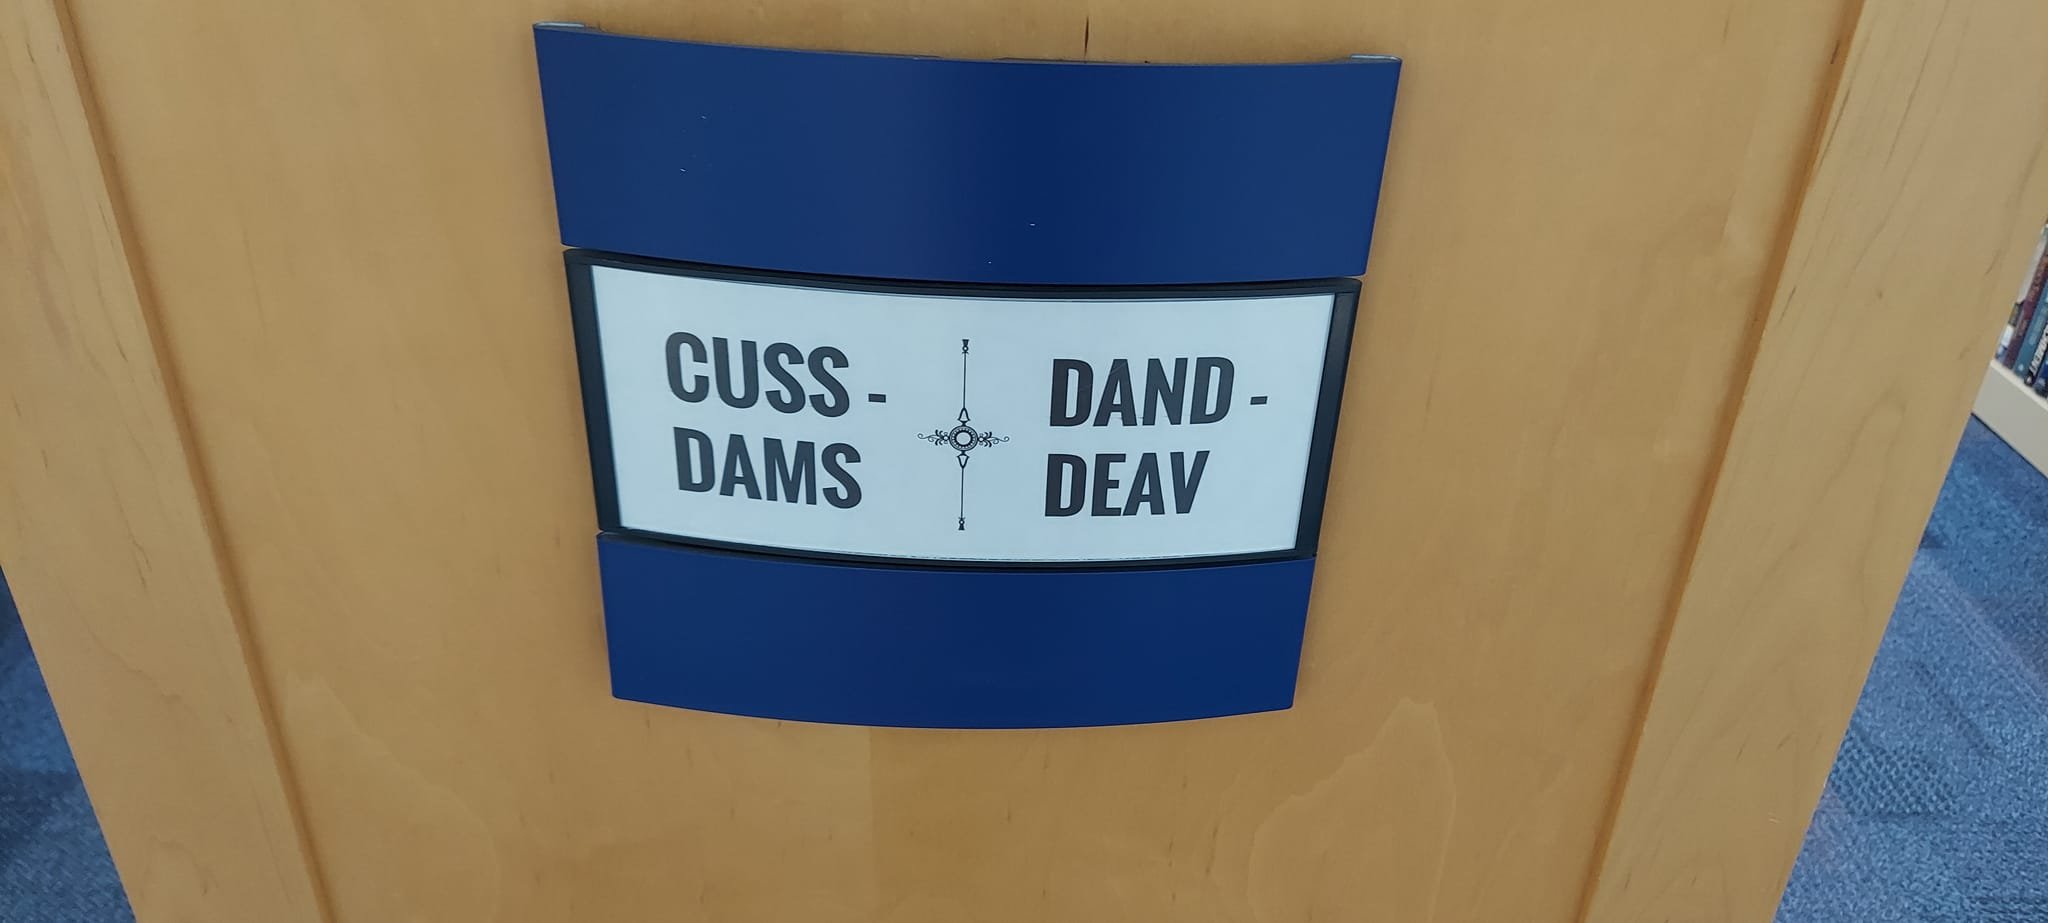 CUSS -
DAMS
DAND -
DEAV